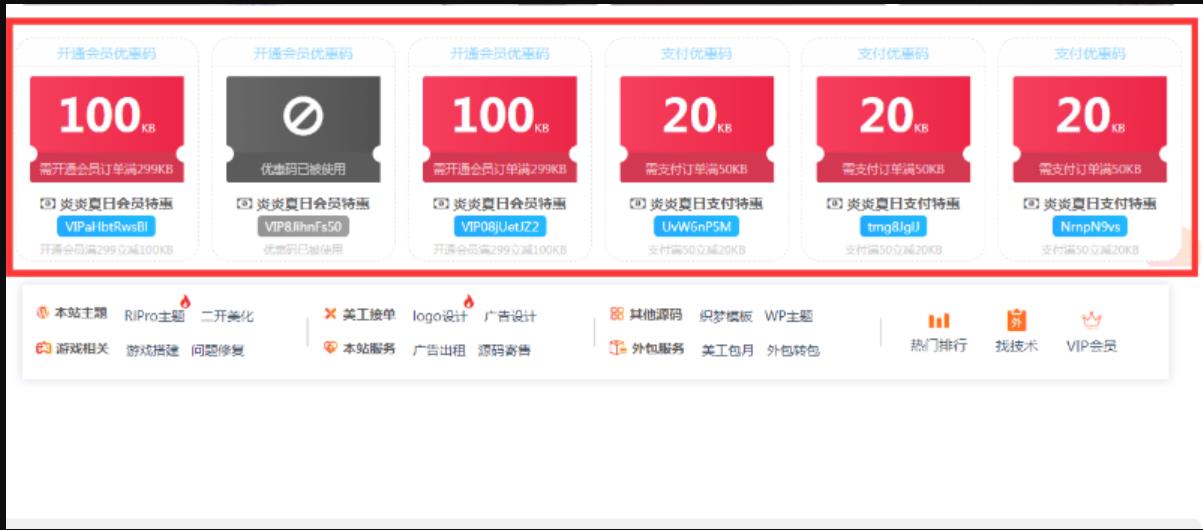 开通会员优惠码
100KB
需开通会员订单满299KB
炎炎夏日会员特惠
VIPaHbtRwsBl
开通会员满299立减100KB
开通会员优惠码
优惠码已被使用
炎炎夏日会员特惠
VIP8JihnFs50
优惠码已被使用
开通会员优惠码
100KB
需开通会员订单满299KB
炎炎夏日会员特惠
VIP08jUetJZ2
开通会员满299立减100KB
支付优惠码
20KB
需支付订单满50KB
炎炎夏日支付特惠
UvW6nP5M
支付满50立减20KB
支付优惠码
20KB
需支付订单满50KB
炎炎夏日支付特惠
tmg8JgIJ
支付满50立减20KB
支付优惠码
20KB
需支付订单满50KB
炎炎夏日支付特惠
NrnpN9vs
支付满50立减20KB
本站主题 RiPro主题 二开美化
游戏相关 游戏搭建 问题修复
美工接单 logo设计 广告设计
本站服务 广告出租 源码寄售
其他源码 织梦模板 WP主题
外包服务 美工包月 外包转包
热门排行
外
找技术
VIP会员